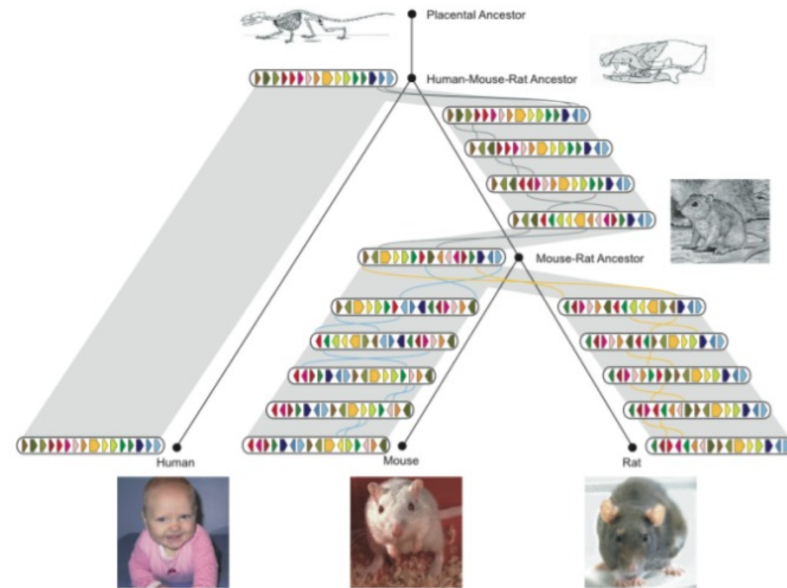 Placental Ancestor
Human-Mouse-Rat Ancestor
Mouse-Rat Ancestor
Human
Mouse
Rat